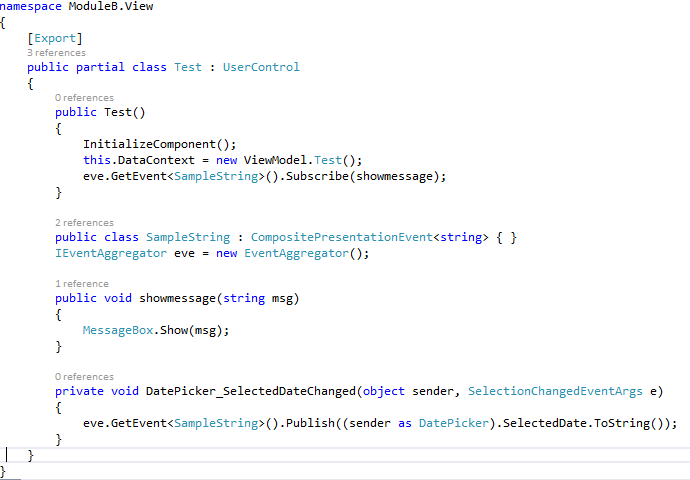 namespace ModuleB.View
{
[Export]
3 references
public partial class Test : UserControl
{
0 references
public Test()
{
InitializeComponent();
this.DataContext = new ViewModel.Test();
eve.GetEvent<SampleString>().Subscribe(showmessage);
}
2 references
public class SampleString : CompositePresentationEvent<string> { }
IEventAggregator eve = new EventAggregator();
1 reference
public void showmessage(string msg)
{
MessageBox.Show(msg);
}
0 references
private void DatePicker_SelectedDateChanged(object sender, SelectionChangedEventArgs e)
{
eve.GetEvent<SampleString>().Publish((sender as DatePicker).SelectedDate.ToString());
}
}
}